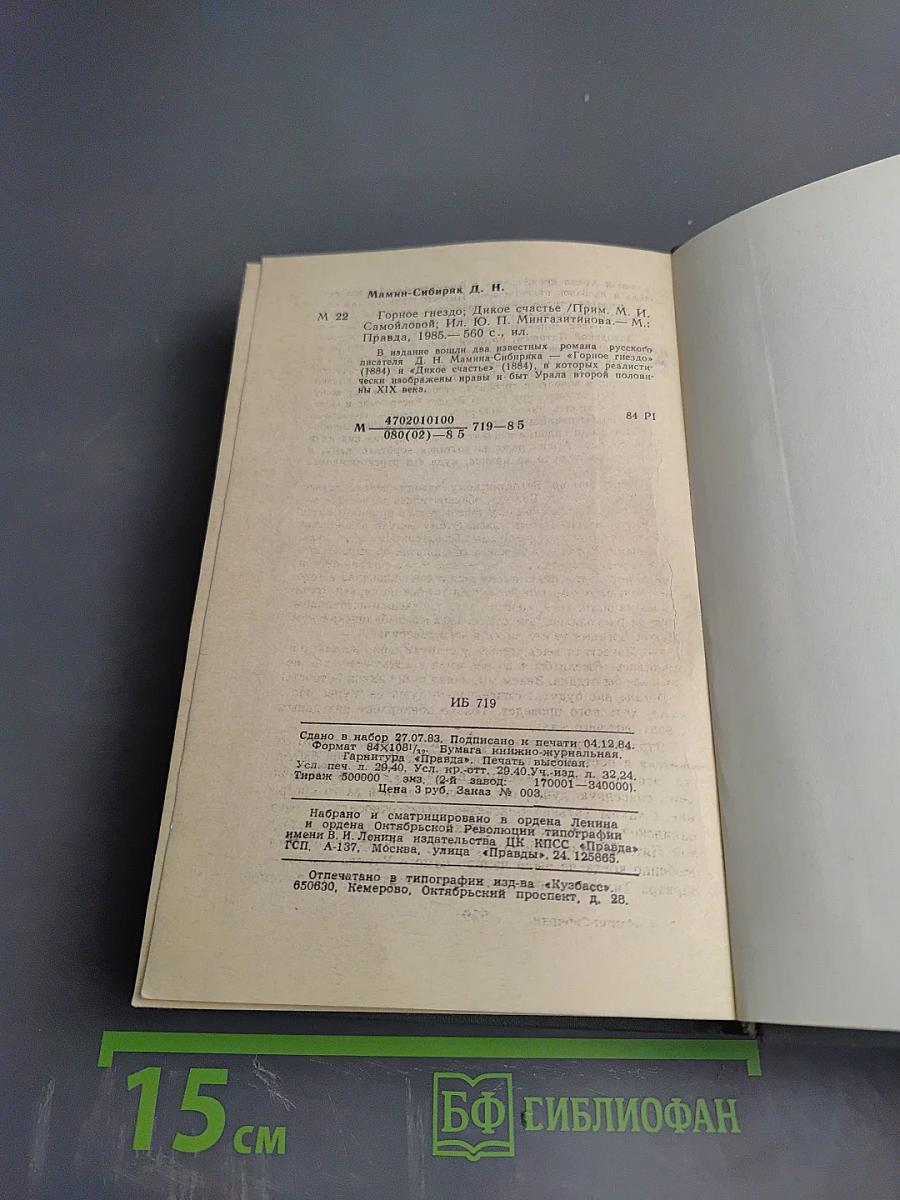 Мамин-Сибиряк Д. Н.
М 22 Горное гнездо; Дикое счастье /Прим. М. И.
Самойловой; Ил. Ю. П. Мингазитинова.— М.:
Правда, 1985.— 560 с., ил.
В издание вошли два известных романа русского
писателя Д. Н. Мамина-Сибиряка — «Горное гнездо»
(1884) и «Дикое счастье» (1884), в которых реалисти-
чески изображены нравы и быт Урала второй полови-
ны XIX века.
4702010100
М 719—85
080(02)—85
84 PI
ИБ 719
Сдано в набор 27.07.83. Подписано к печати 04.12.84.
Формат 84×108¹/₃₂. Бумага книжно-журнальная.
Гарнитура «Правда». Печать высокая.
Усл. печ. л. 29,40. Усл. кр.-отт. 29.40.Уч.-изд. л. 32,24.
Тираж 500000 экз. (2-й завод: 170001—340000).
Цена 3 руб. Заказ № 003.
Набрано и сматрицировано в ордена Ленина
и ордена Октябрьской Революции типографии
имени В. И. Ленина издательства ЦК КПСС «Правда»
ГСП, А-137, Москва, улица «Правды», 24. 125865.
Отпечатано в типографии изд-ва «Кузбасс».
650630, Кемерово, Октябрьский проспект, д. 28.
15 см
БФ БИБЛИОФАН